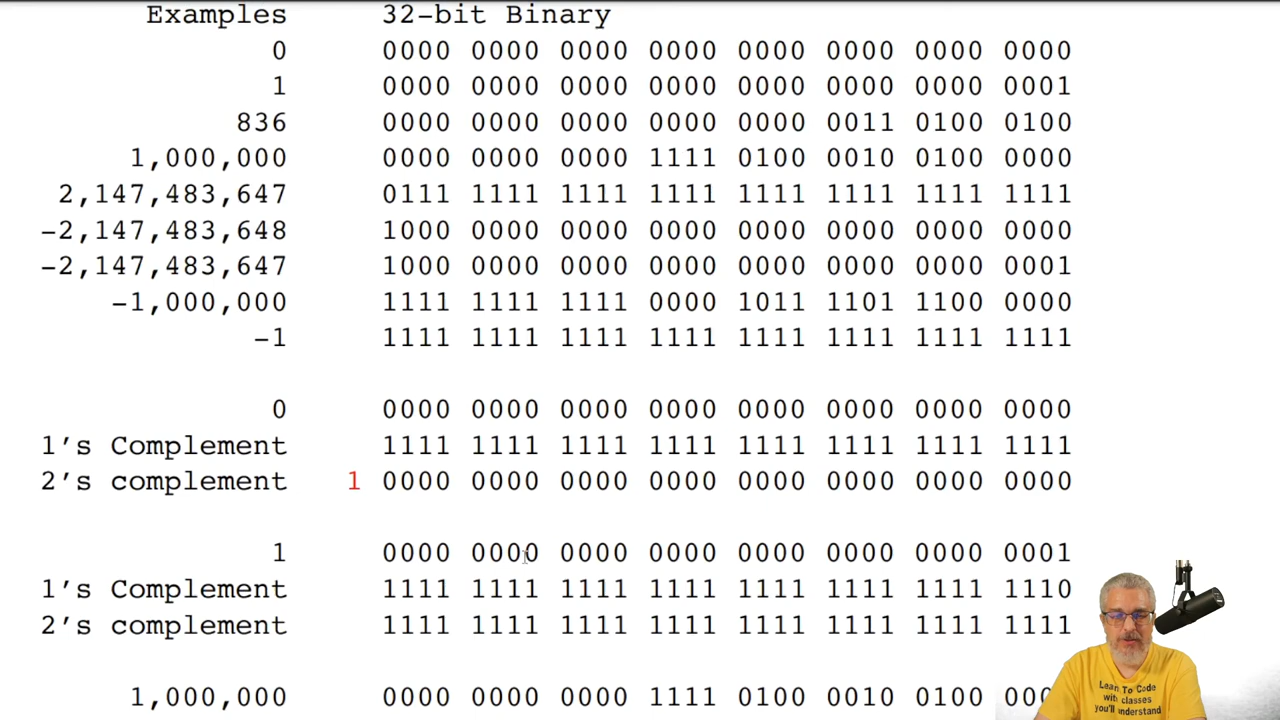 Examples 32-bit Binary
0 0000 0000 0000 0000 0000 0000 0000 0000
1 0000 0000 0000 0000 0000 0000 0000 0001
836 0000 0000 0000 0000 0000 0011 0100 0100
1,000,000 0000 0000 0000 1111 0100 0010 0100 0000
2,147,483,647 0111 1111 1111 1111 1111 1111 1111 1111
-2,147,483,648 1000 0000 0000 0000 0000 0000 0000 0000
-2,147,483,647 1000 0000 0000 0000 0000 0000 0000 0001
-1,000,000 1111 1111 1111 0000 1011 1101 1100 0000
-1 1111 1111 1111 1111 1111 1111 1111 1111
0 0000 0000 0000 0000 0000 0000 0000 0000
1’s Complement 1111 1111 1111 1111 1111 1111 1111 1111
2’s complement 1 0000 0000 0000 0000 0000 0000 0000 0000
1 0000 0000 0000 0000 0000 0000 0000 0001
1’s Complement 1111 1111 1111 1111 1111 1111 1111 1110
2’s complement 1111 1111 1111 1111 1111 1111 1111 1111
1,000,000 0000 0000 0000 1111 0100 0010 0100
Lean To Code
with classes
you'll understand